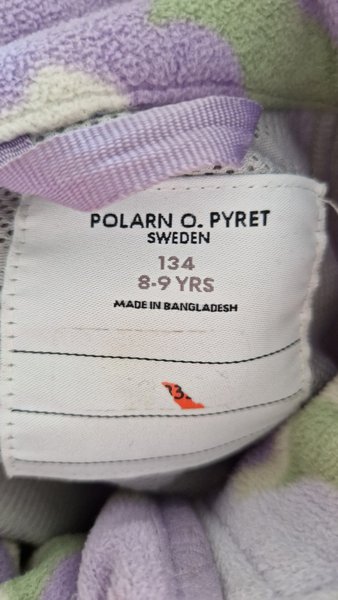 POLARN O. PYRET
SWEDEN
134
8-9 YRS
MADE IN BANGLADESH